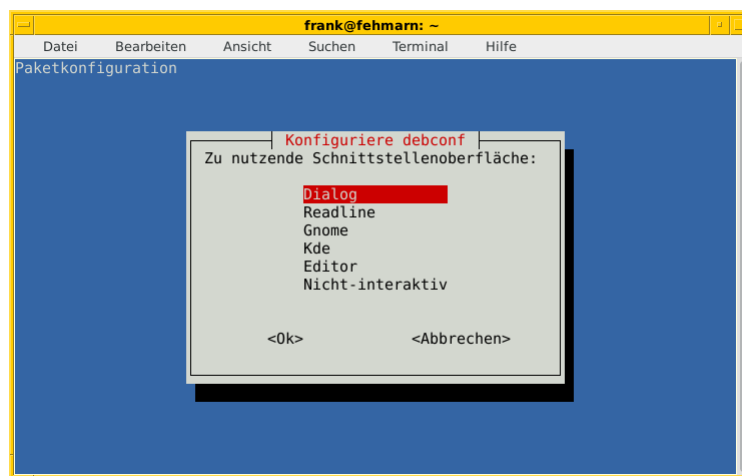 frank@fehmarn: ~
Datei Bearbeiten Ansicht Suchen Terminal Hilfe
Paketkonfiguration
Konfiguriere debconf
Zu nutzende Schnittstellenoberfläche:
Dialog
Readline
Gnome
Kde
Editor
Nicht-interaktiv
<Ok> <Abbrechen>